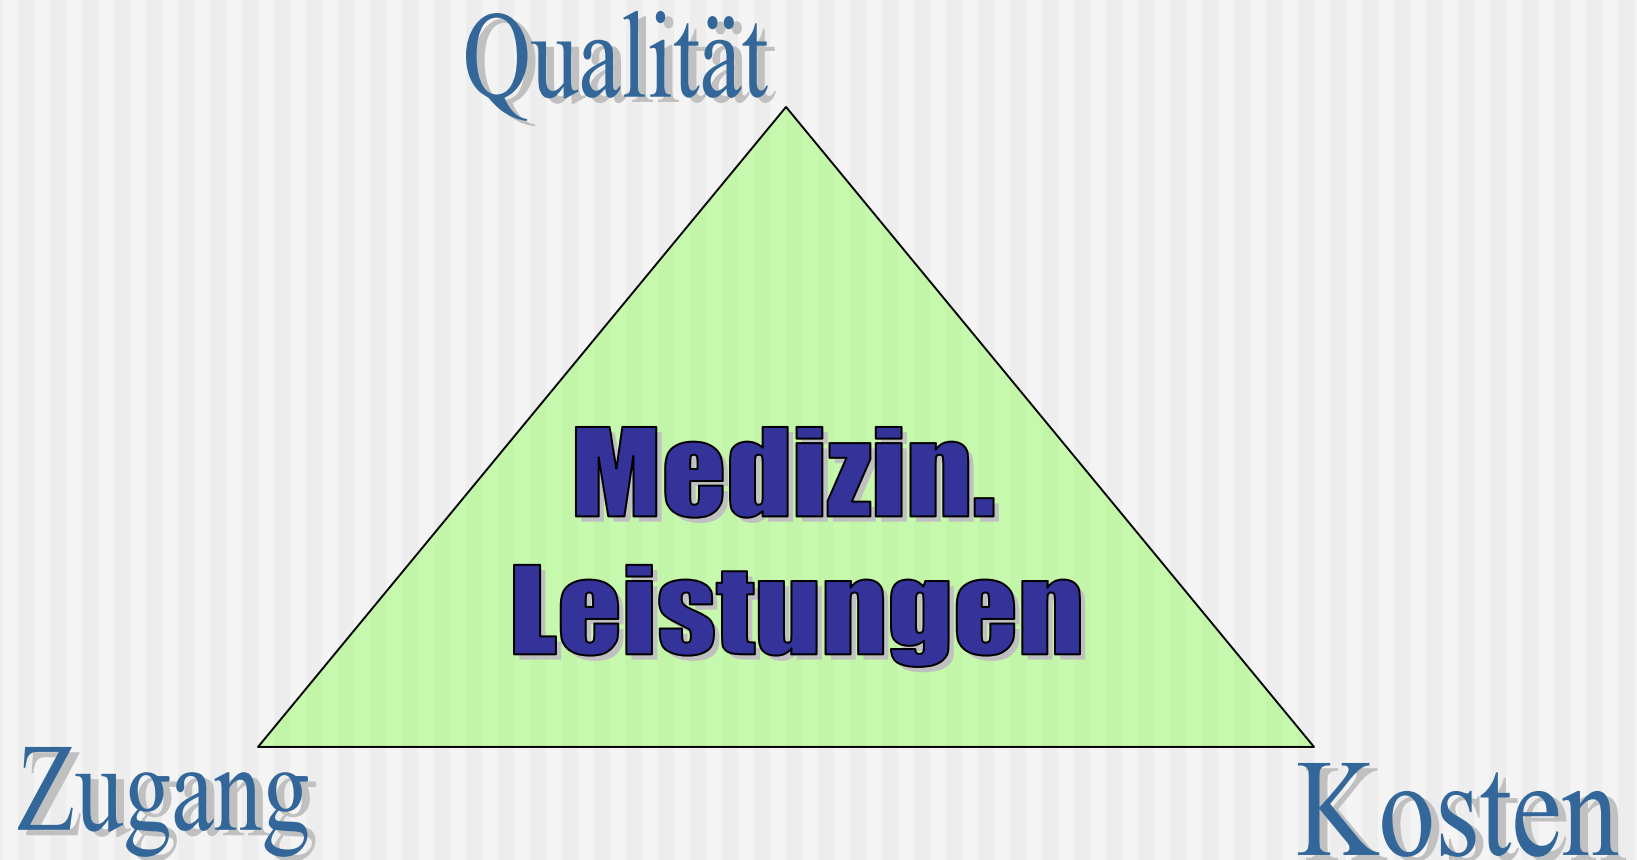 Qualität
Medizin.
Leistungen
Zugang
Kosten